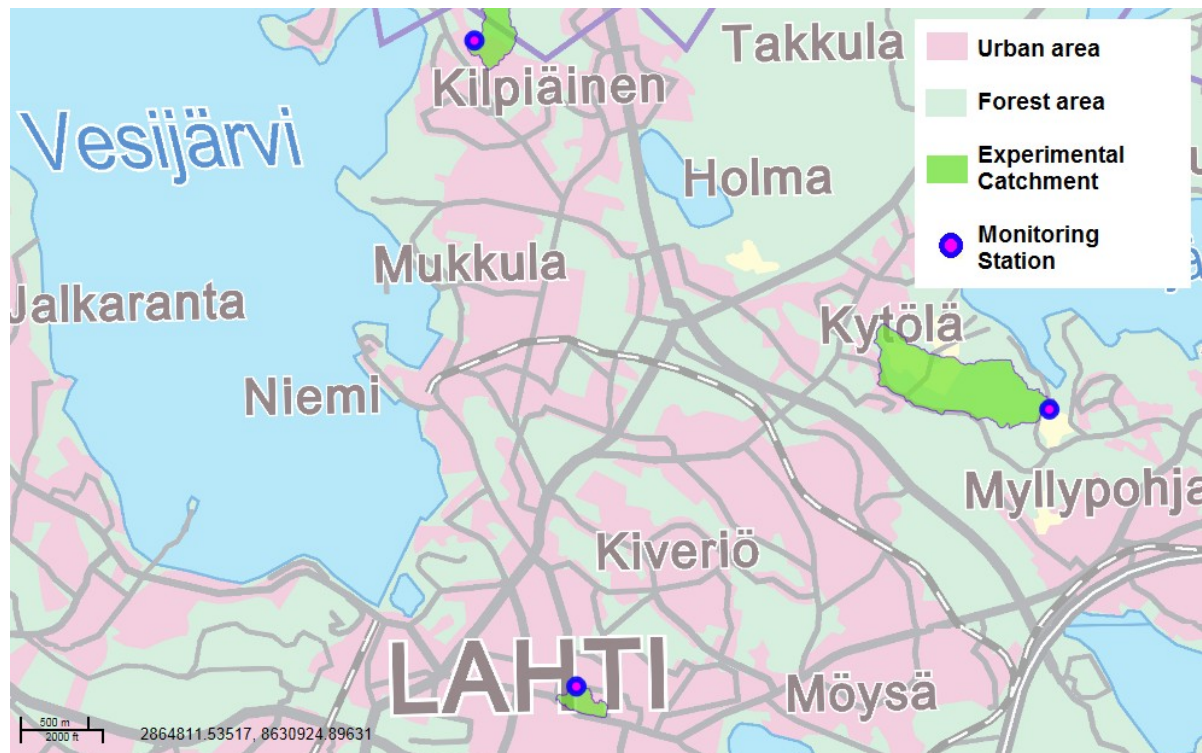 Takkula
Urban area
Kilpiäinen
Forest area
Vesijärvi
Experimental
Catchment
Holma
Monitoring
Station
Mukkula
Jalkaranta
Kytölä
Niemi
Myllypohja
Kiveriö
LAHTI
Möysä
500 m
2000 ft
2864811.53517, 8630924.89631